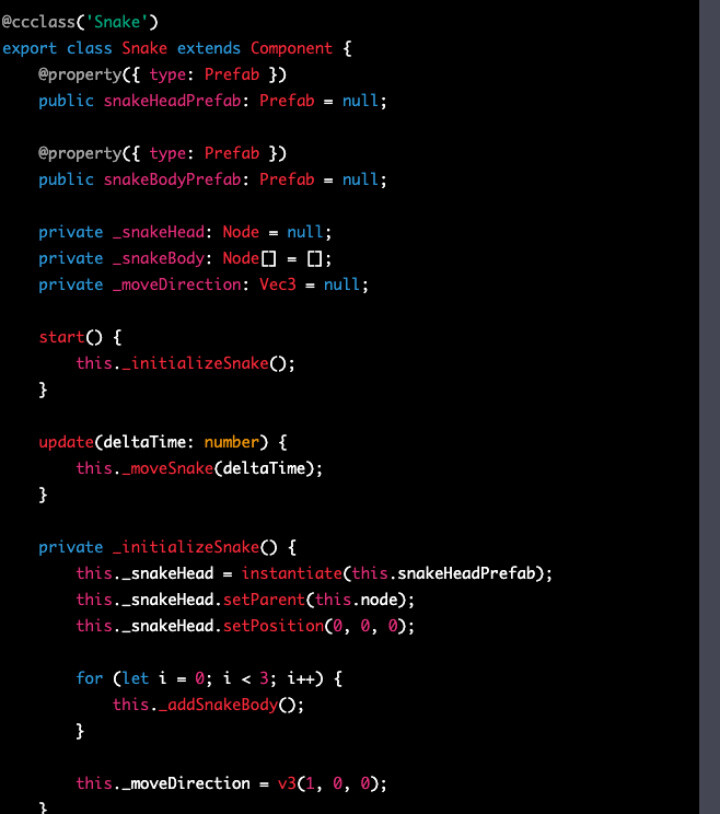 @ccclass('Snake')
export class Snake extends Component {
    @property({ type: Prefab })
    public snakeHeadPrefab: Prefab = null;

    @property({ type: Prefab })
    public snakeBodyPrefab: Prefab = null;

    private _snakeHead: Node = null;
    private _snakeBody: Node[] = [];
    private _moveDirection: Vec3 = null;

    start() {
        this._initializeSnake();
    }

    update(deltaTime: number) {
        this._moveSnake(deltaTime);
    }

    private _initializeSnake() {
        this._snakeHead = instantiate(this.snakeHeadPrefab);
        this._snakeHead.setParent(this.node);
        this._snakeHead.setPosition(0, 0, 0);

        for (let i = 0; i < 3; i++) {
            this._addSnakeBody();
        }

        this._moveDirection = v3(1, 0, 0);
    }